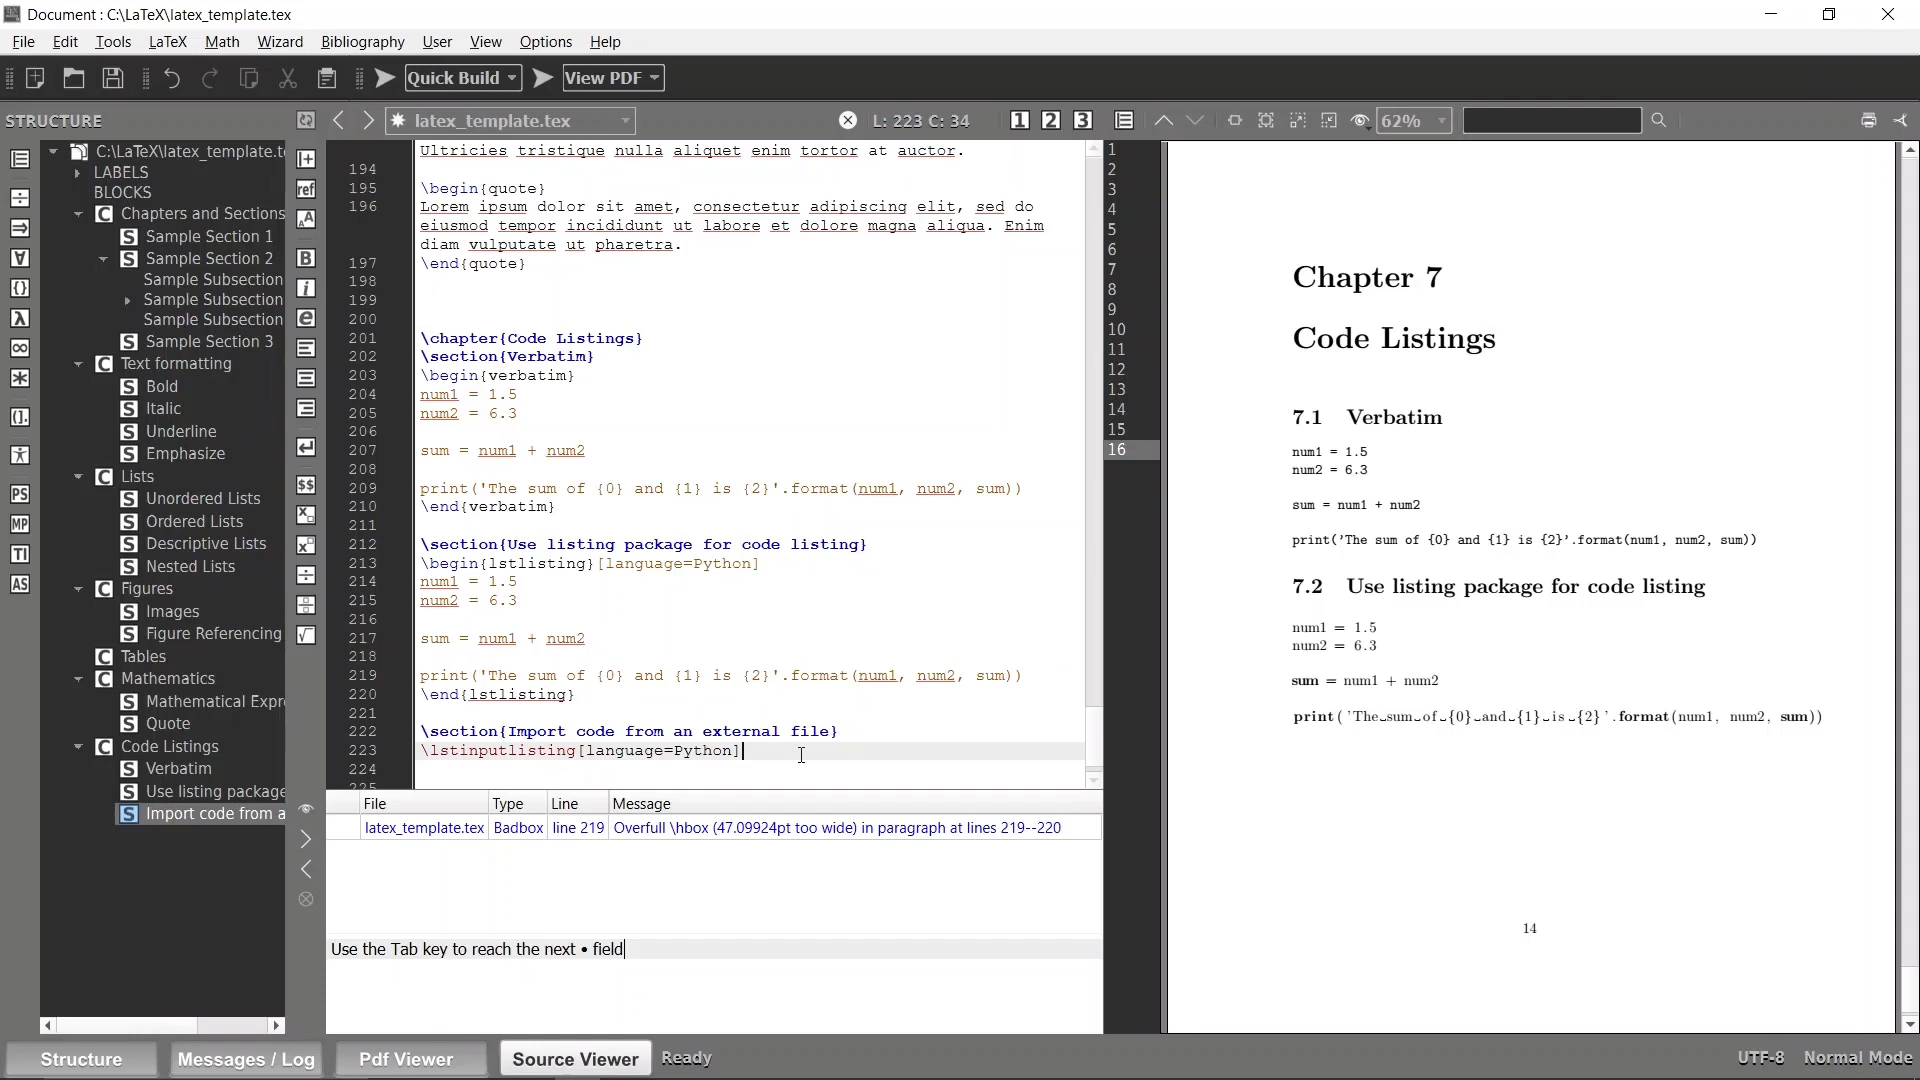 Document : C:\LaTeX\latex_template.tex
File Edit Tools LaTeX Math Wizard Bibliography User View Options Help
Quick Build View PDF
STRUCTURE
latex_template.tex L: 223 C: 34 1 2 3 62%
C:\LaTeX\latex_template.t
LABELS
BLOCKS
C Chapters and Sections
S Sample Section 1
S Sample Section 2
Sample Subsection
Sample Subsection
Sample Subsection
S Sample Section 3
C Text formatting
S Bold
S Italic
S Underline
S Emphasize
C Lists
S Unordered Lists
S Ordered Lists
S Descriptive Lists
S Nested Lists
C Figures
S Images
S Figure Referencing
C Tables
C Mathematics
S Mathematical Expr
S Quote
C Code Listings
S Verbatim
S Use listing package
S Import code from a
PS
MP
TI
AS
ref
B
i
e
$$
Ultricies tristique nulla aliquet enim tortor at auctor.
194
195 \begin{quote}
196 Lorem ipsum dolor sit amet, consectetur adipiscing elit, sed do
eiusmod tempor incididunt ut labore et dolore magna aliqua. Enim
diam vulputate ut pharetra.
197 \end{quote}
198
199
200
201 \chapter{Code Listings}
202 \section{Verbatim}
203 \begin{verbatim}
204 num1 = 1.5
205 num2 = 6.3
206
207 sum = num1 + num2
208
209 print('The sum of {0} and {1} is {2}'.format(num1, num2, sum))
210 \end{verbatim}
211
212 \section{Use listing package for code listing}
213 \begin{lstlisting}[language=Python]
214 num1 = 1.5
215 num2 = 6.3
216
217 sum = num1 + num2
218
219 print('The sum of {0} and {1} is {2}'.format(num1, num2, sum))
220 \end{lstlisting}
221
222 \section{Import code from an external file}
223 \lstinputlisting[language=Python]
224
225
File Type Line Message
latex_template.tex Badbox line 219 Overfull \hbox (47.09924pt too wide) in paragraph at lines 219--220
Use the Tab key to reach the next • field
1
2
3
4
5
6
7
8
9
10
11
12
13
14
15
16
Chapter 7
Code Listings
7.1 Verbatim
num1 = 1.5
num2 = 6.3
sum = num1 + num2
print('The sum of {0} and {1} is {2}'.format(num1, num2, sum))
7.2 Use listing package for code listing
num1 = 1.5
num2 = 6.3
sum = num1 + num2
print('The␣sum␣of␣{0}␣and␣{1}␣is␣{2}'.format(num1, num2, sum))
14
Structure Messages / Log Pdf Viewer Source Viewer Ready UTF-8 Normal Mode